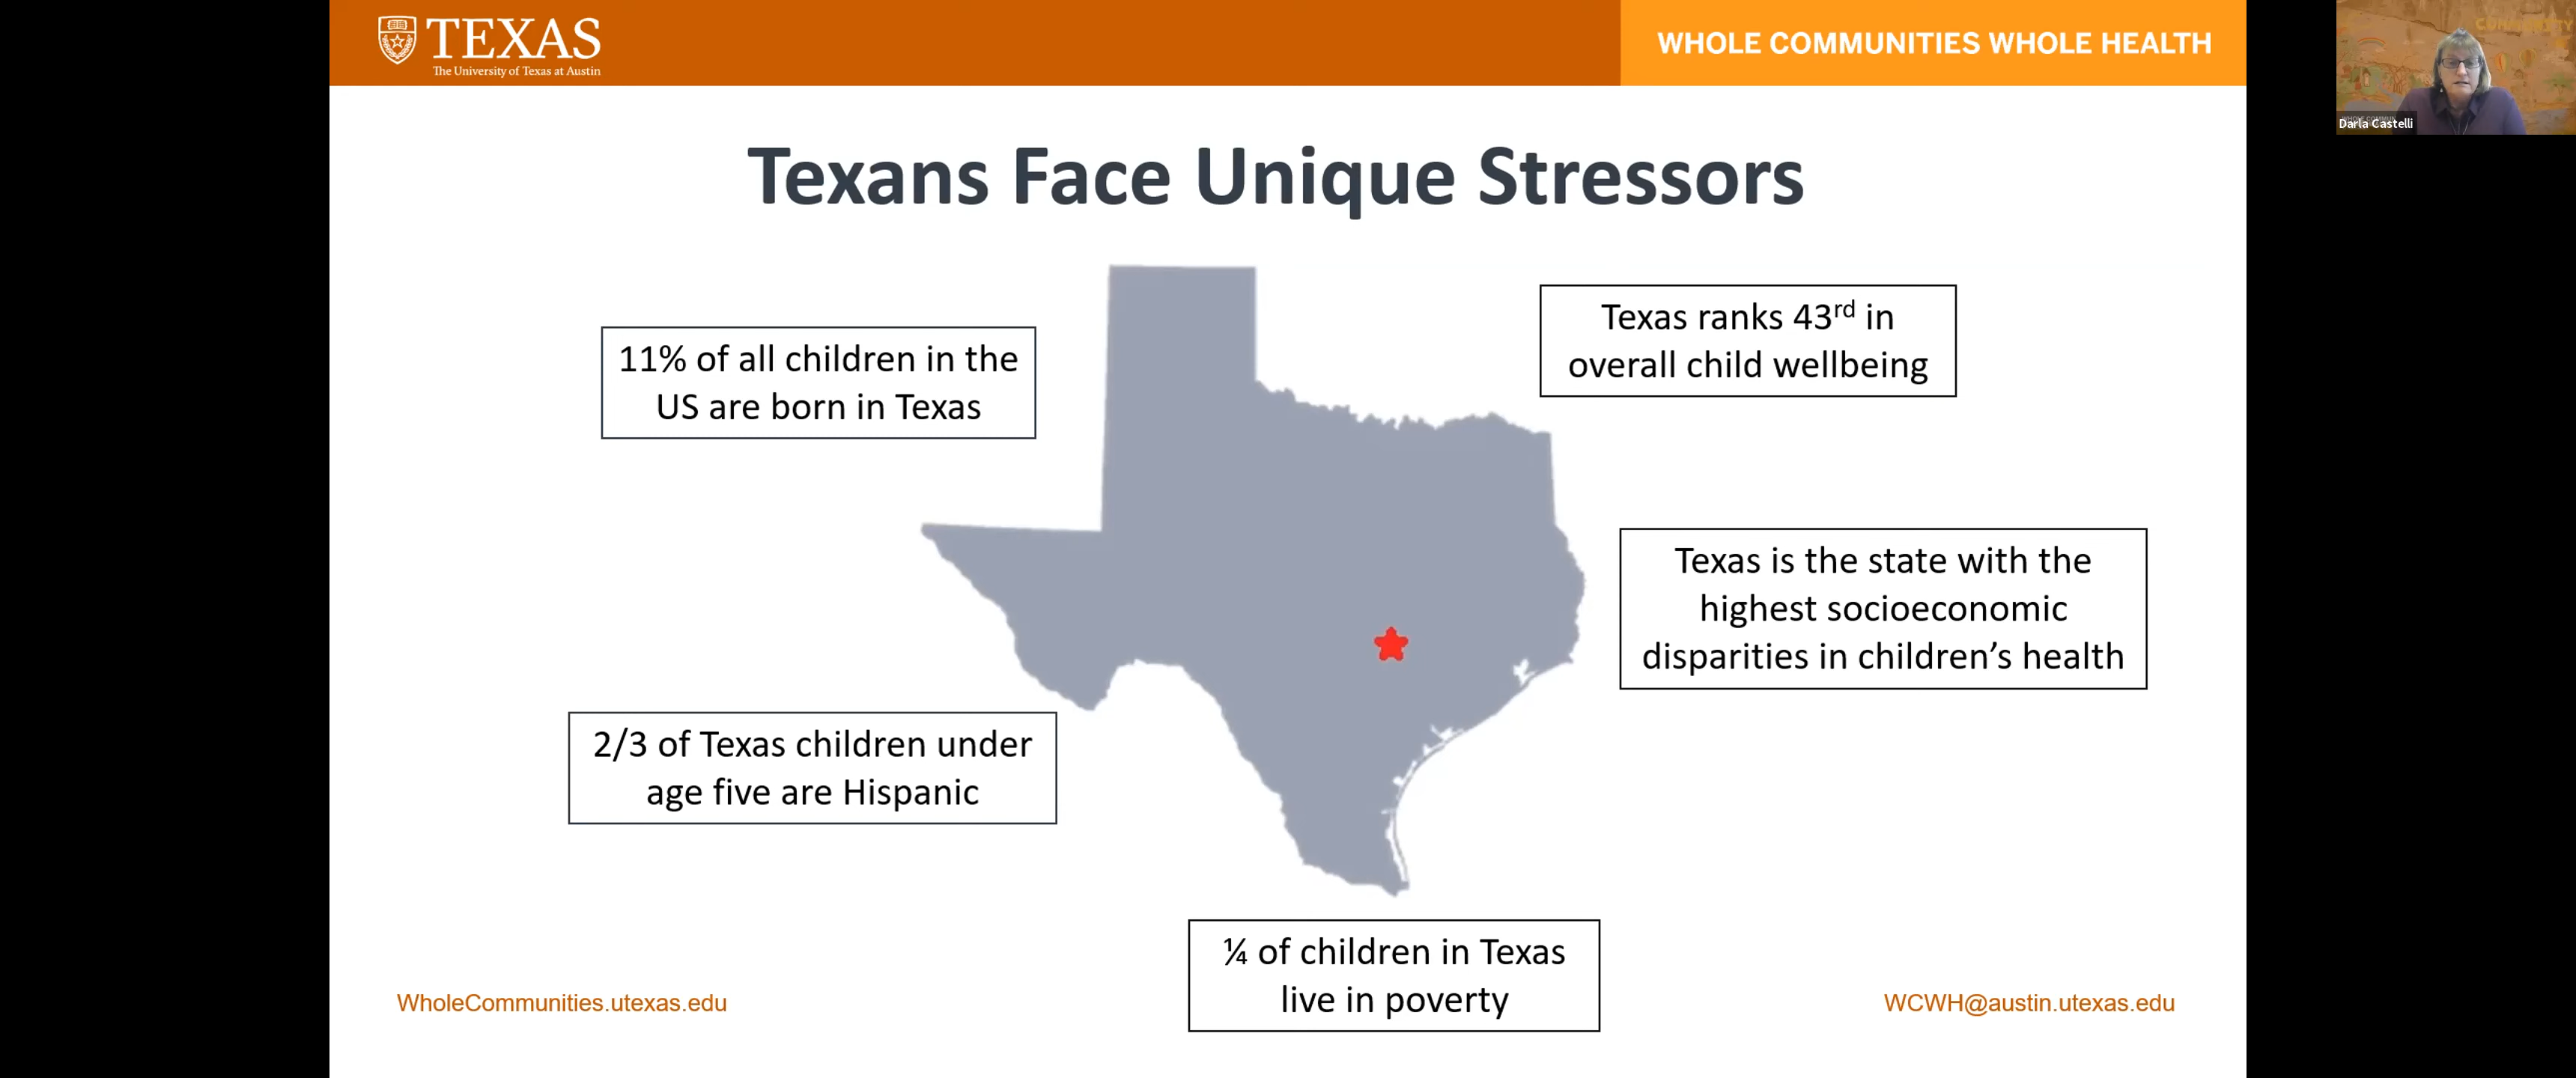 TEXAS
The University of Texas at Austin
WHOLE COMMUNITIES WHOLE HEALTH
Darla Castelli
Texans Face Unique Stressors
11% of all children in the
US are born in Texas
Texas ranks 43rd in
overall child wellbeing
Texas is the state with the
highest socioeconomic
disparities in children’s health
2/3 of Texas children under
age five are Hispanic
¼ of children in Texas
live in poverty
WholeCommunities.utexas.edu
WCWH@austin.utexas.edu